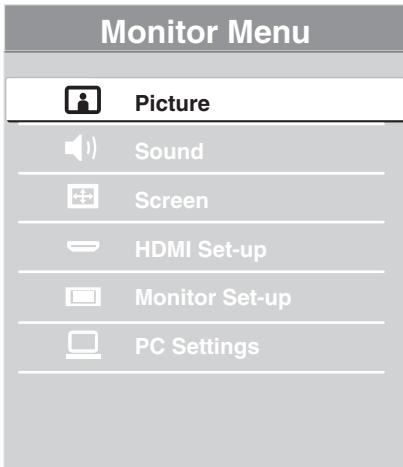 Monitor Menu
Picture
Sound
Screen
HDMI Set-up
Monitor Set-up
PC Settings